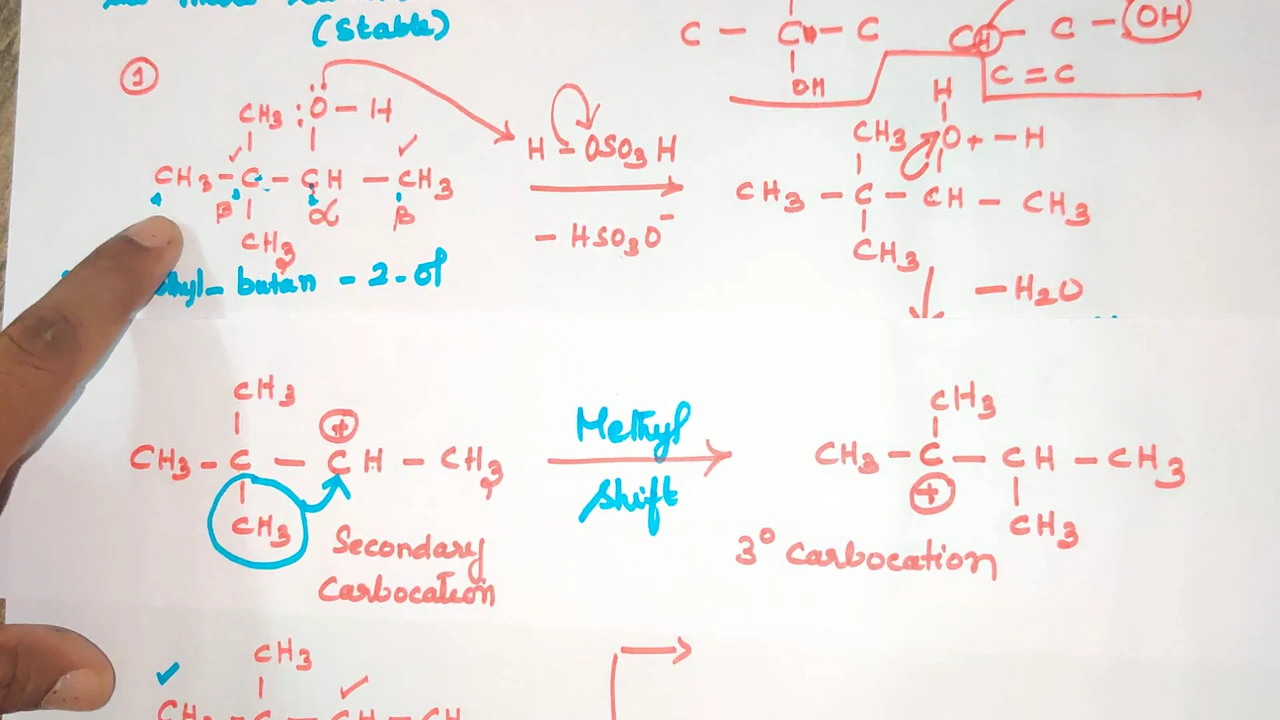 (Stable)
C - C - C
OH
C H - C - OH
C = C
1
CH3 :Ö - H
CH3 - C - CH - CH3
β α β
CH3
butan - 2 - ol
H - OSO3 H
- HSO3O⁻
H
CH3 O+ - H
CH3 - C - CH - CH3
CH3
- H2O
CH3
+
CH3 - C - CH - CH3
CH3
Secondary
Carbocation
Methyl
Shift
CH3
CH3 - C - CH - CH3
+
CH3
3° Carbocation
CH3